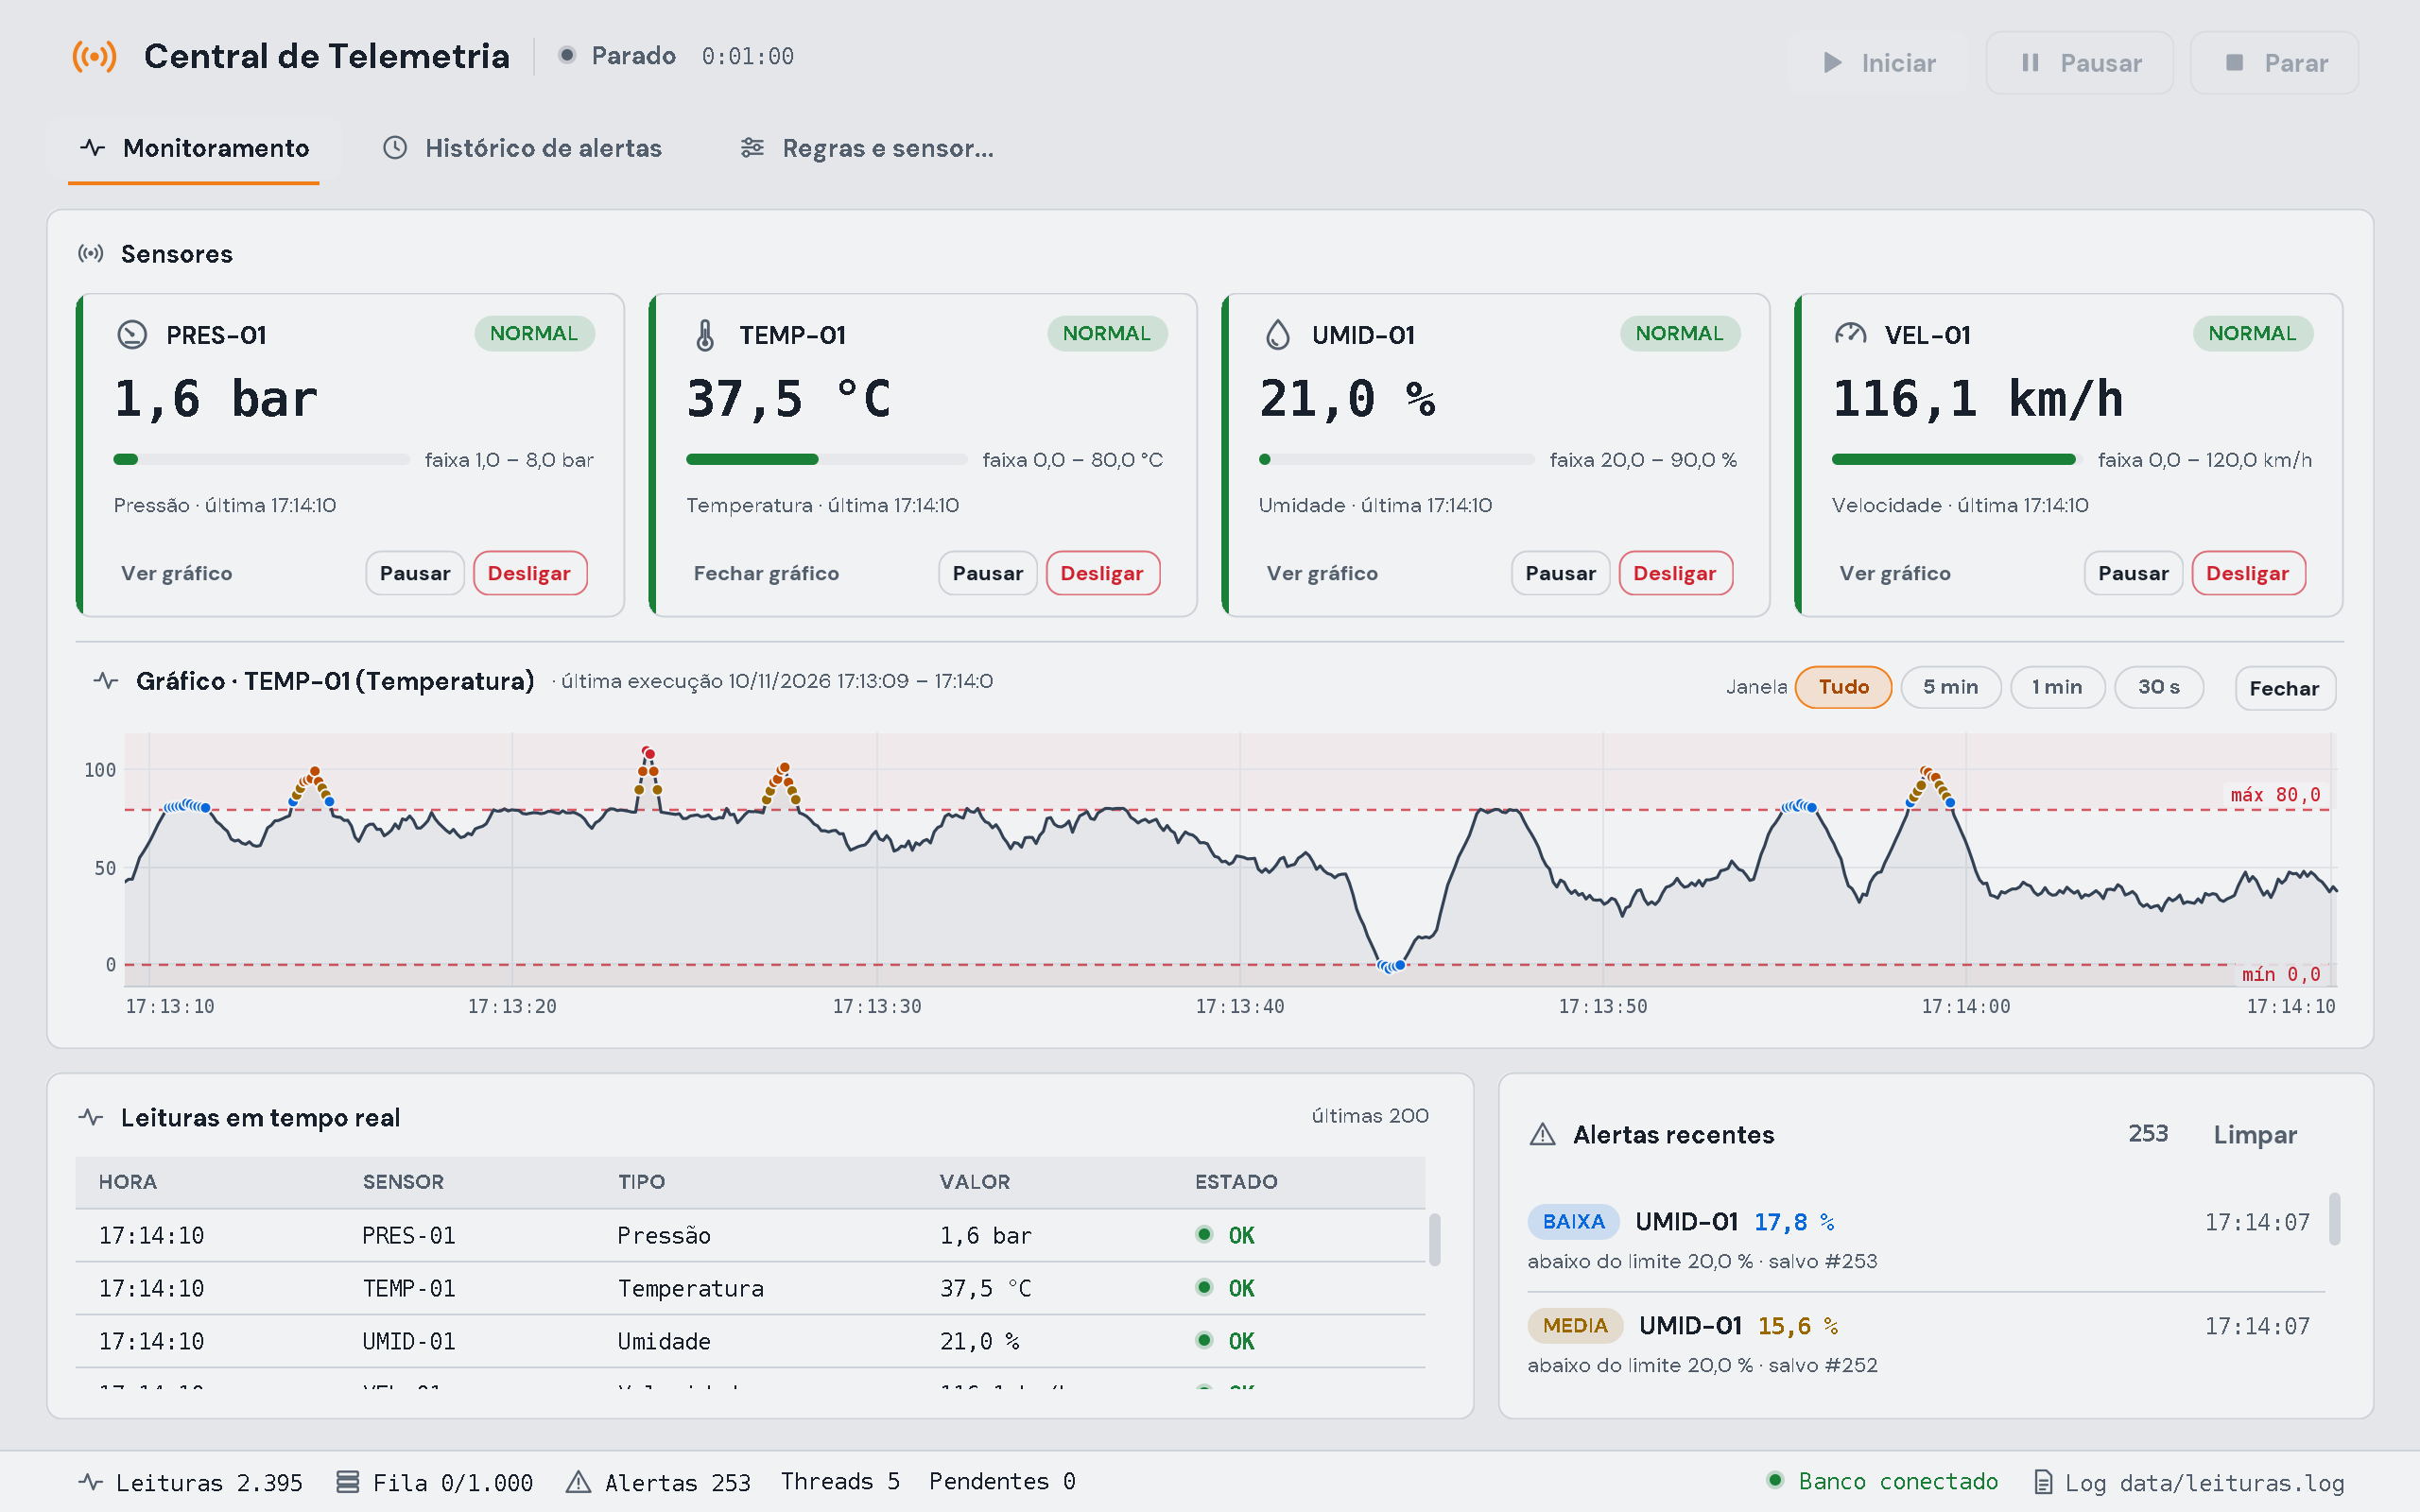 Central de Telemetria
Parado 0:01:00
Iniciar
Pausar
Parar
Monitoramento
Histórico de alertas
Regras e sensor...
Sensores
PRES-01 NORMAL
1,6 bar
faixa 1,0 – 8,0 bar
Pressão · última 17:14:10
Ver gráfico Pausar Desligar
TEMP-01 NORMAL
37,5 °C
faixa 0,0 – 80,0 °C
Temperatura · última 17:14:10
Fechar gráfico Pausar Desligar
UMID-01 NORMAL
21,0 %
faixa 20,0 – 90,0 %
Umidade · última 17:14:10
Ver gráfico Pausar Desligar
VEL-01 NORMAL
116,1 km/h
faixa 0,0 – 120,0 km/h
Velocidade · última 17:14:10
Ver gráfico Pausar Desligar
Gráfico · TEMP-01 (Temperatura) · última execução 10/11/2026 17:13:09 – 17:14:0
Janela Tudo 5 min 1 min 30 s Fechar
100
50
0
máx 80,0
mín 0,0
17:13:10 17:13:20 17:13:30 17:13:40 17:13:50 17:14:00 17:14:10
Leituras em tempo real últimas 200
HORA SENSOR TIPO VALOR ESTADO
17:14:10 PRES-01 Pressão 1,6 bar OK
17:14:10 TEMP-01 Temperatura 37,5 °C OK
17:14:10 UMID-01 Umidade 21,0 % OK
Alertas recentes 253 Limpar
BAIXA UMID-01 17,8 % 17:14:07
abaixo do limite 20,0 % · salvo #253
MEDIA UMID-01 15,6 % 17:14:07
abaixo do limite 20,0 % · salvo #252
Leituras 2.395 Fila 0/1.000 Alertas 253 Threads 5 Pendentes 0
Banco conectado Log data/leituras.log